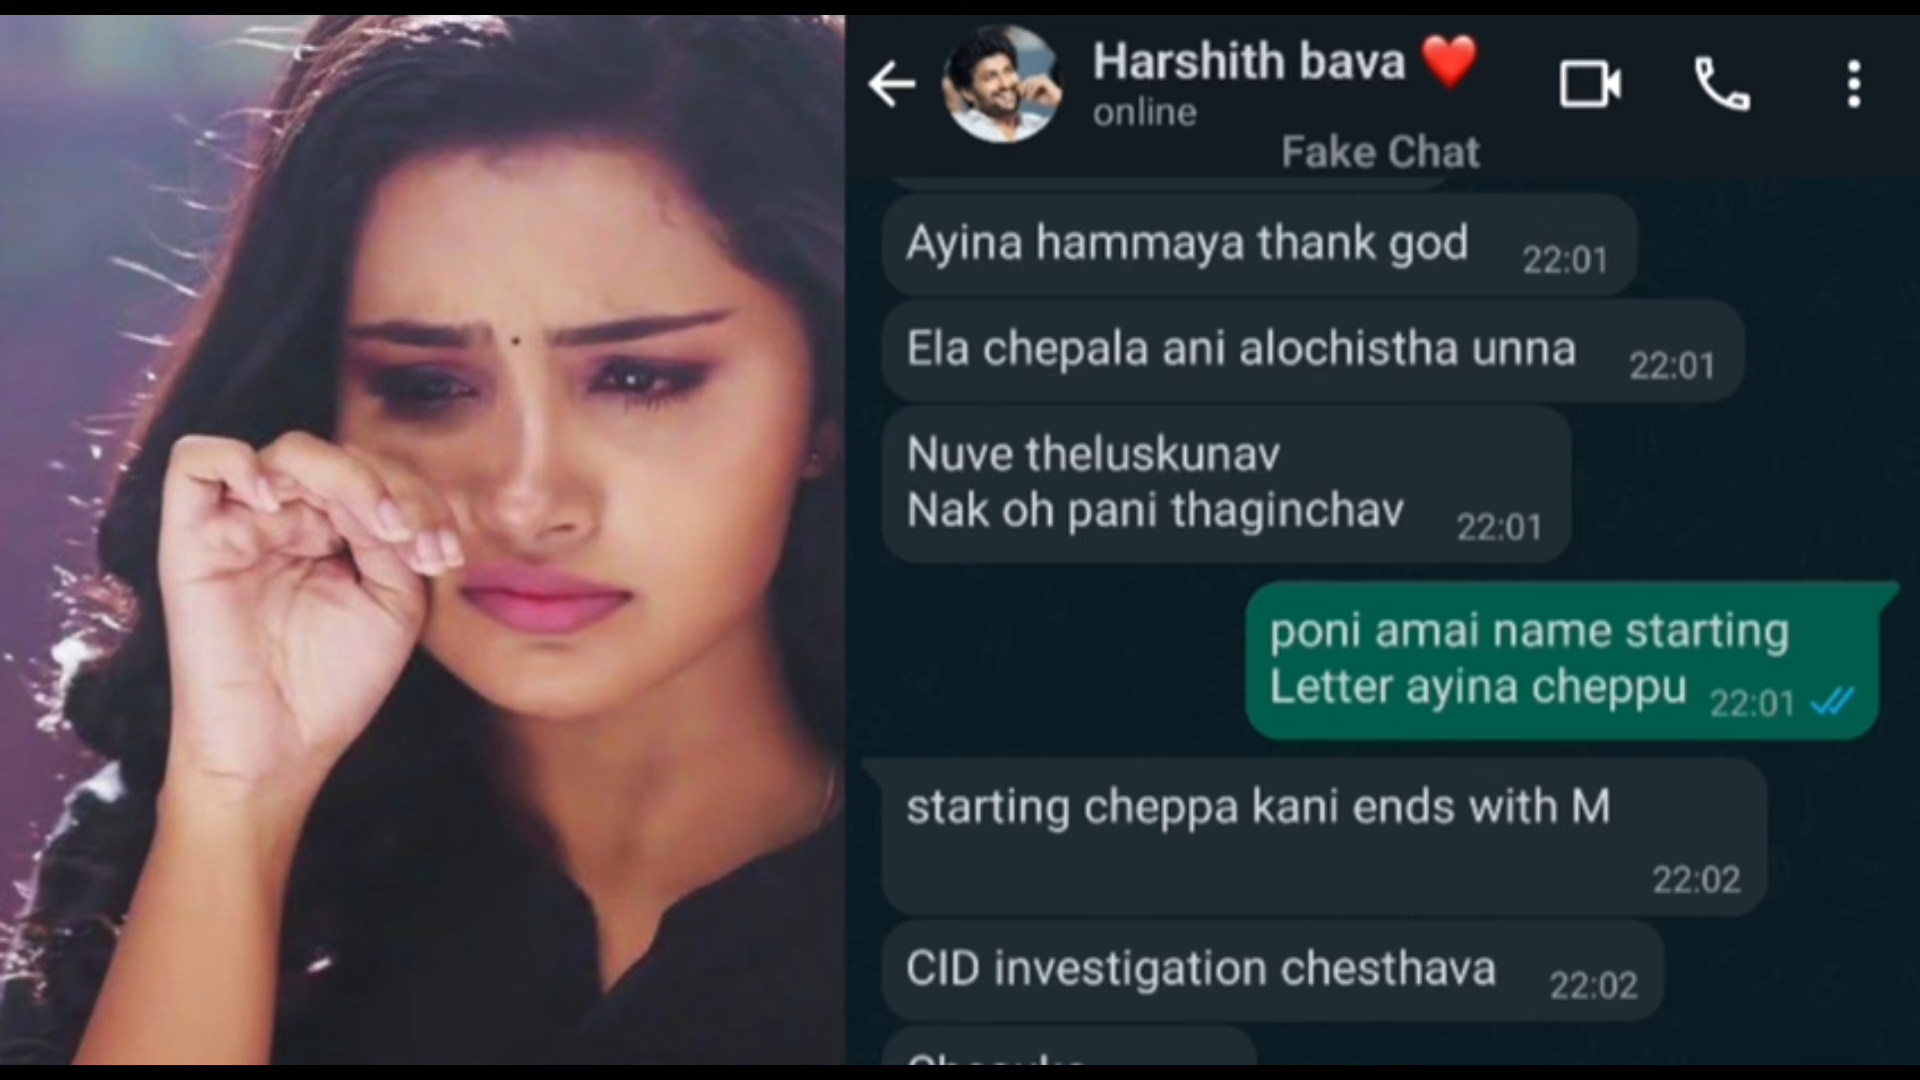 Harshith bava ❤️
online
Fake Chat
Ayina hammaya thank god 22:01
Ela chepala ani alochistha unna 22:01
Nuve theluskunav
Nak oh pani thaginchav 22:01
poni amai name starting
Letter ayina cheppu 22:01
starting cheppa kani ends with M
22:02
CID investigation chesthava 22:02